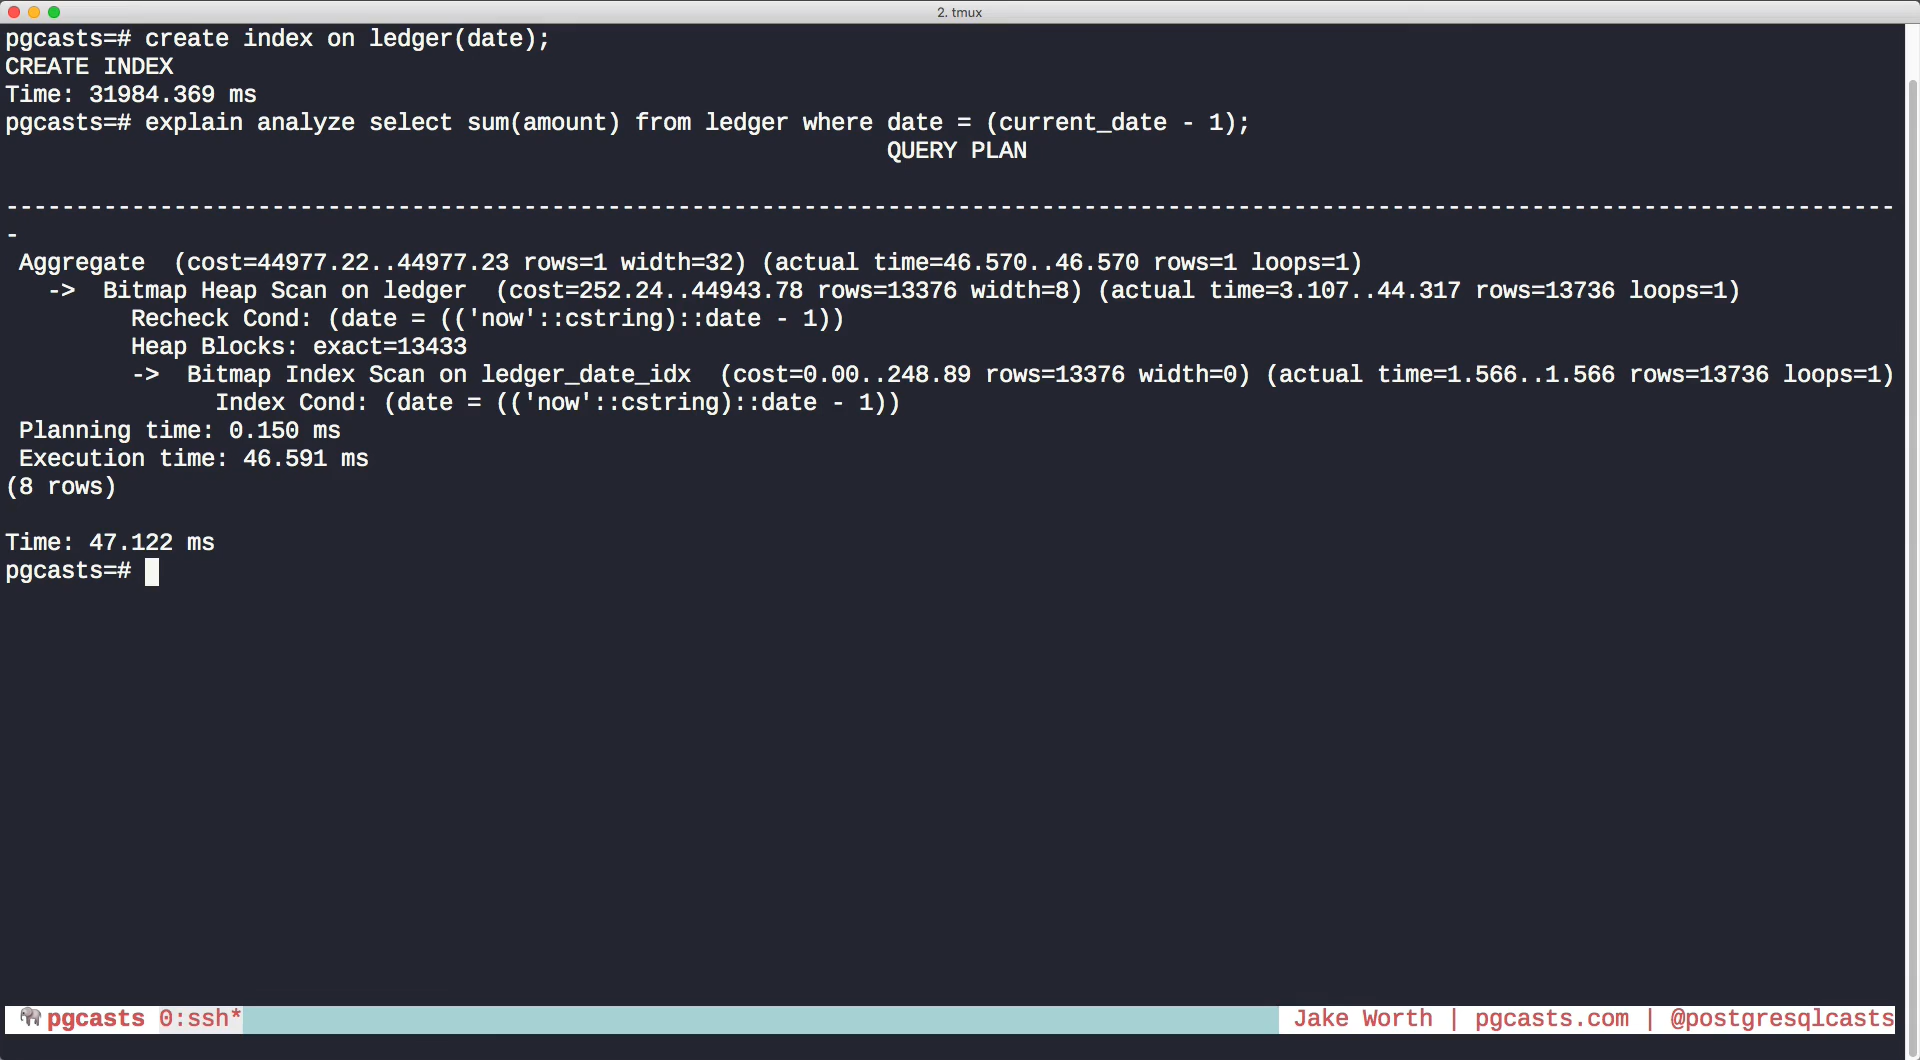 2. tmux
pgcasts=# create index on ledger(date);
CREATE INDEX
Time: 31984.369 ms
pgcasts=# explain analyze select sum(amount) from ledger where date = (current_date - 1);
QUERY PLAN
---------------------------------------------------------------------------------------------------------------------------------------
-
Aggregate  (cost=44977.22..44977.23 rows=1 width=32) (actual time=46.570..46.570 rows=1 loops=1)
->  Bitmap Heap Scan on ledger  (cost=252.24..44943.78 rows=13376 width=8) (actual time=3.107..44.317 rows=13736 loops=1)
Recheck Cond: (date = (('now'::cstring)::date - 1))
Heap Blocks: exact=13433
->  Bitmap Index Scan on ledger_date_idx  (cost=0.00..248.89 rows=13376 width=0) (actual time=1.566..1.566 rows=13736 loops=1)
Index Cond: (date = (('now'::cstring)::date - 1))
Planning time: 0.150 ms
Execution time: 46.591 ms
(8 rows)
Time: 47.122 ms
pgcasts=#
🐘pgcasts 0:ssh* Jake Worth | pgcasts.com | @postgresqlcasts